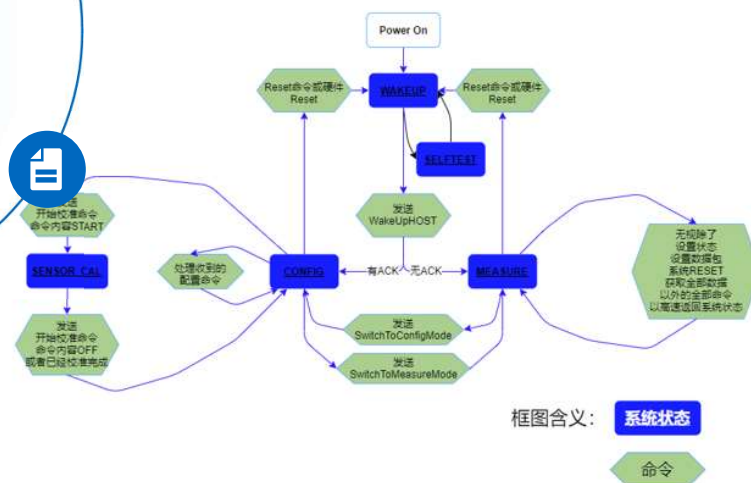 Power On
Reset命令或硬件
Reset
WAKEUP
Reset命令或硬件
Reset
SELFTEST
发送
开始校准命令
命令内容START
发送
WakeUpHOST
无视除了
设置状态
设置数据包
系统RESET
获取全部数据
以外的全部命令
以高速返回系统状态
SENSOR_CAL
处理收到的
配置命令
CONFIG
有ACK
无ACK
MEASURE
发送
开始校准命令
命令内容OFF
或者已经校准完成
发送
SwitchToConfigMode
发送
SwitchToMeasureMode
框图含义：
系统状态
命令